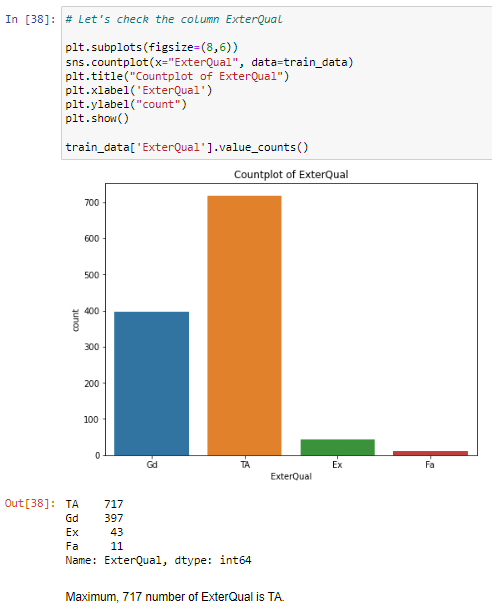 In [38]: # Let's check the column ExterQual
plt.subplots(figsize=(8,6))
sns.countplot(x="ExterQual", data=train_data)
plt.title("Countplot of ExterQual")
plt.xlabel('ExterQual')
plt.ylabel("count")
plt.show()
train_data['ExterQual'].value_counts()
Countplot of ExterQual
700
600
500
400
300
200
100
0
count
Gd TA Ex Fa
ExterQual
Out[38]: TA 717
Gd 397
Ex 43
Fa 11
Name: ExterQual, dtype: int64
Maximum, 717 number of ExterQual is TA.